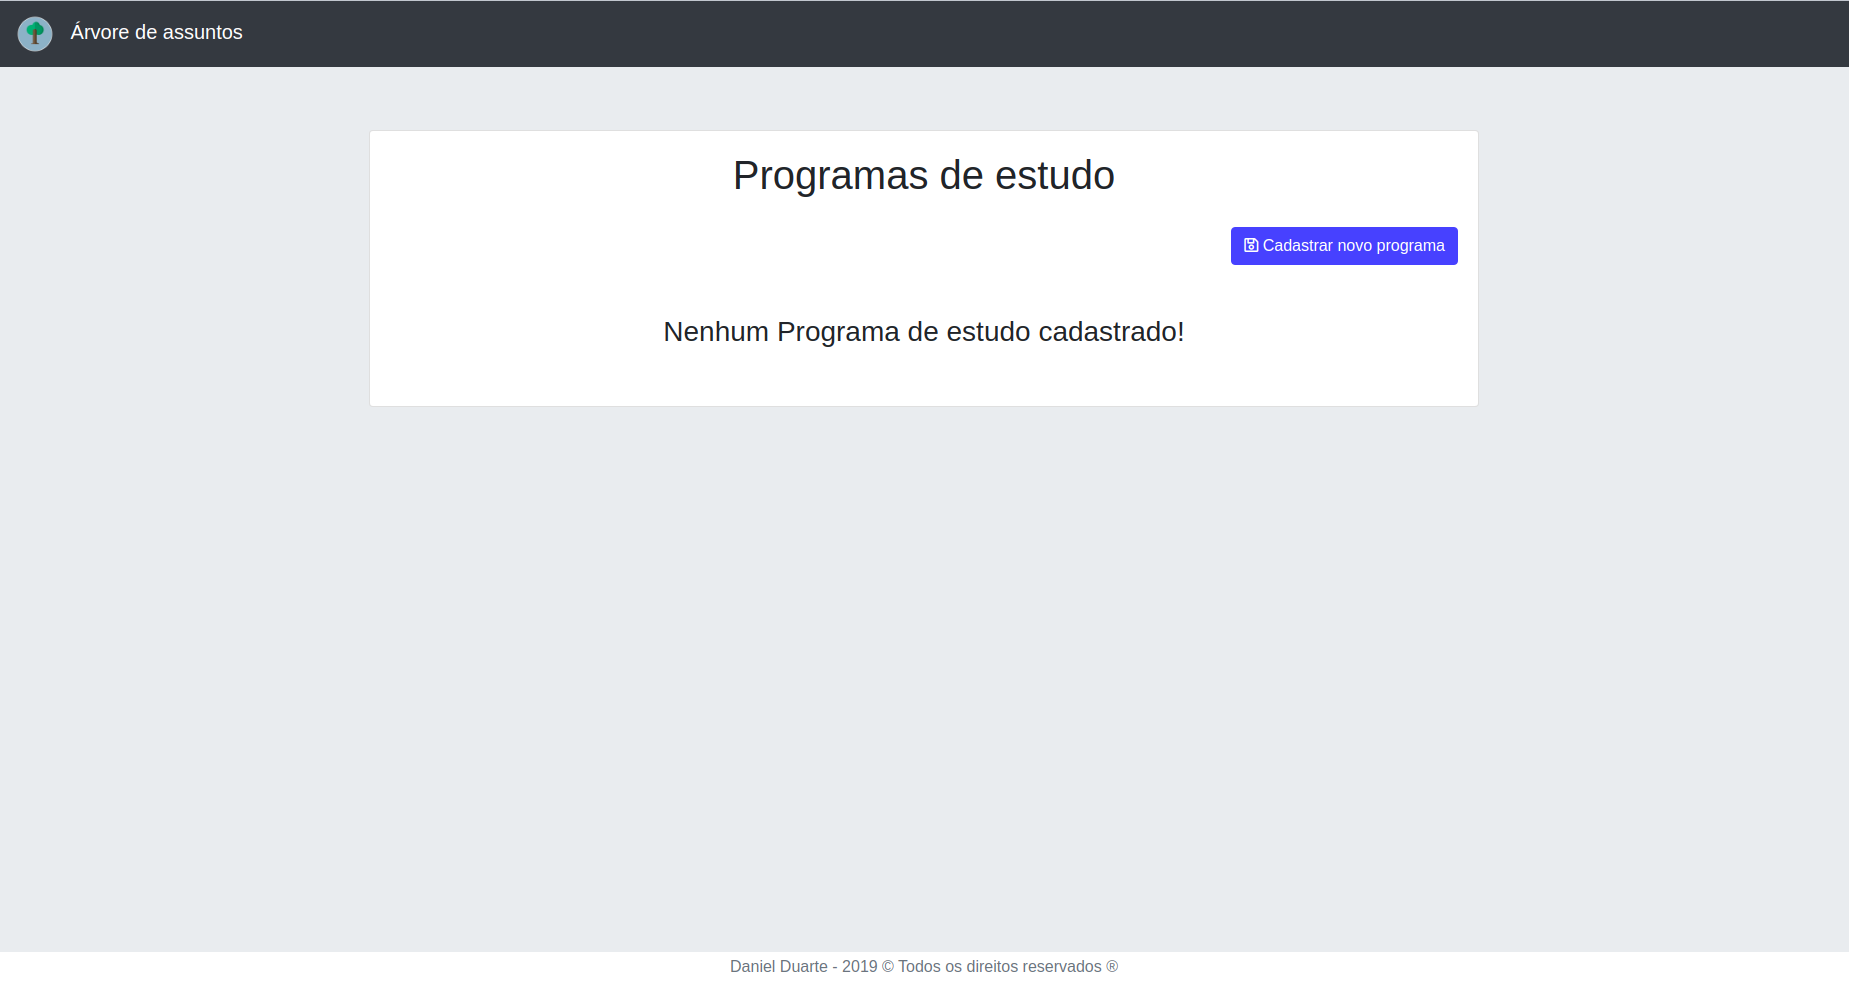 Árvore de assuntos
Programas de estudo
Cadastrar novo programa
Nenhum Programa de estudo cadastrado!
Daniel Duarte - 2019 © Todos os direitos reservados ®